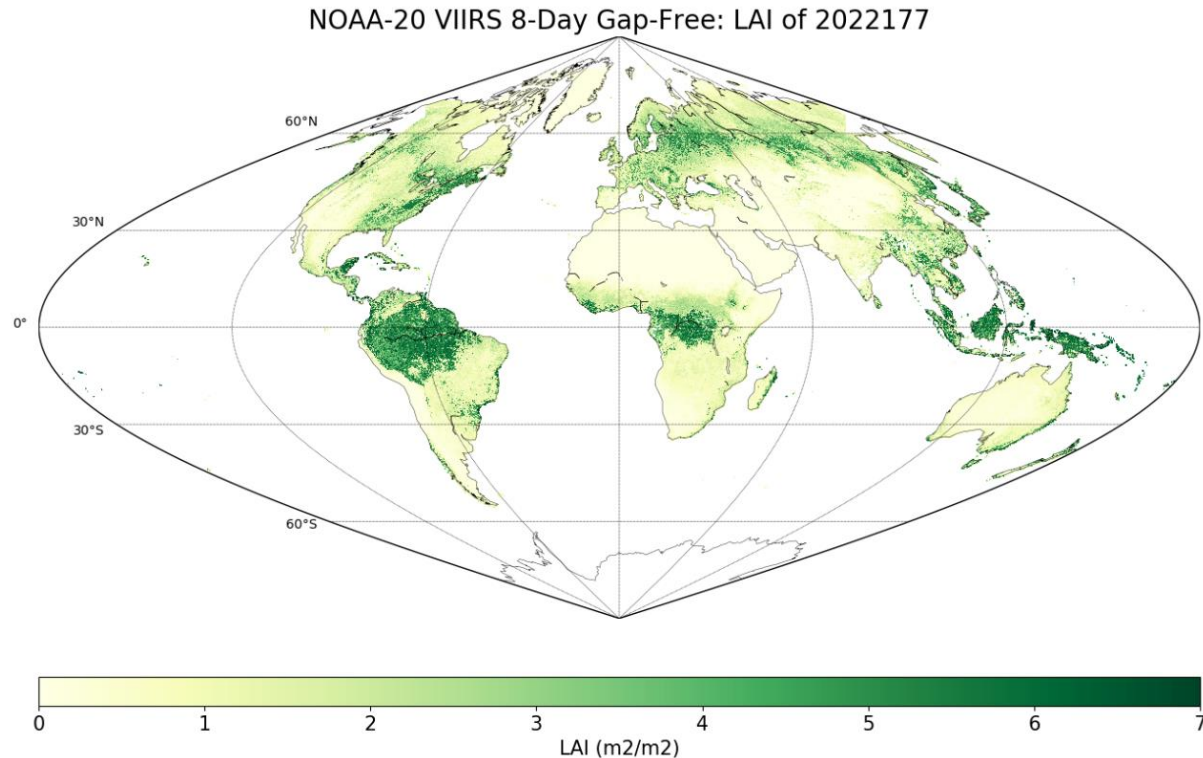 NOAA-20 VIIRS 8-Day Gap-Free: LAI of 2022177
60°N
30°N
0°
30°S
60°S
0 1 2 3 4 5 6 7
LAI (m2/m2)